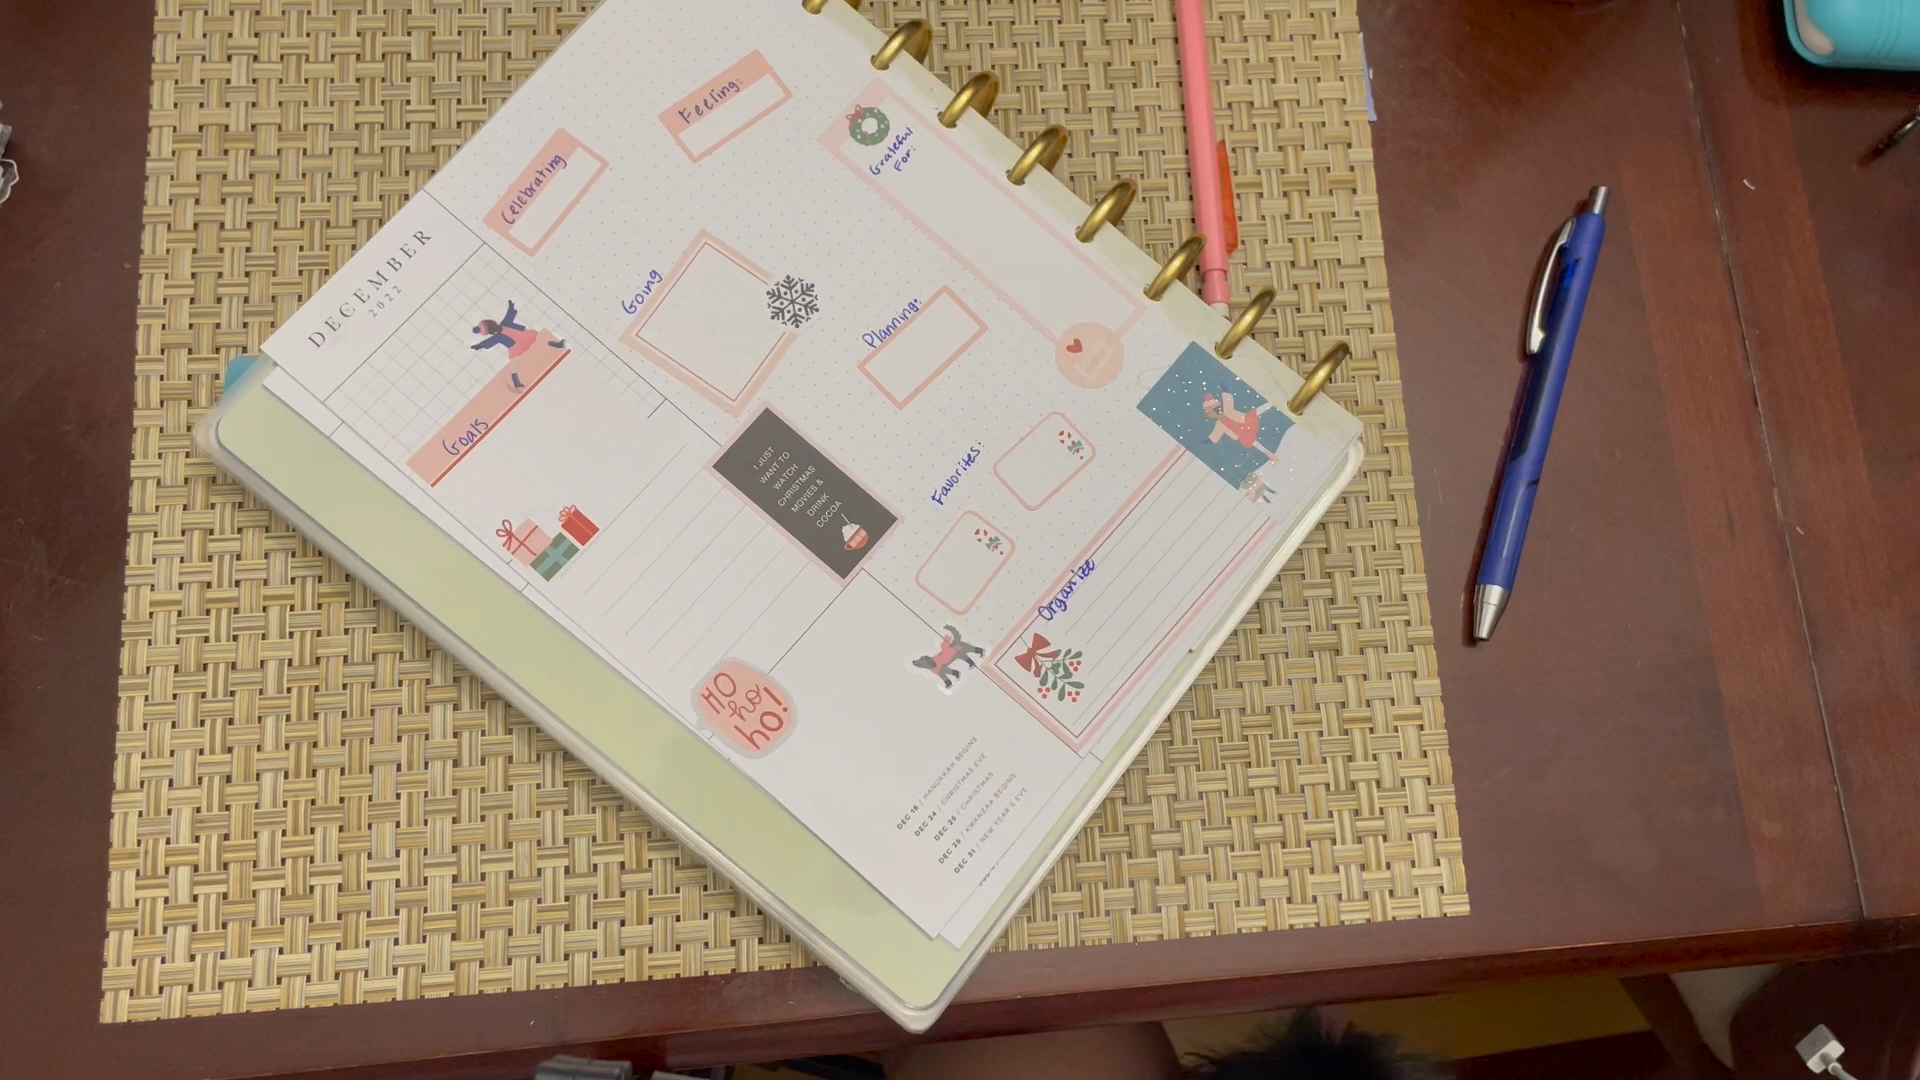 DECEMBER
2022
Celebrating
Feeling:
Grateful
For:
Going
Planning:
Goals
I JUST
WANT TO
WATCH
CHRISTMAS
MOVIES &
DRINK
COCOA
Favorites:
Organize
HO
ho
ho!
DEC 18 / HANUKKAH BEGINS
DEC 24 / CHRISTMAS EVE
DEC 25 / CHRISTMAS
DEC 26 / KWANZAA BEGINS
DEC 31 / NEW YEAR'S EVE